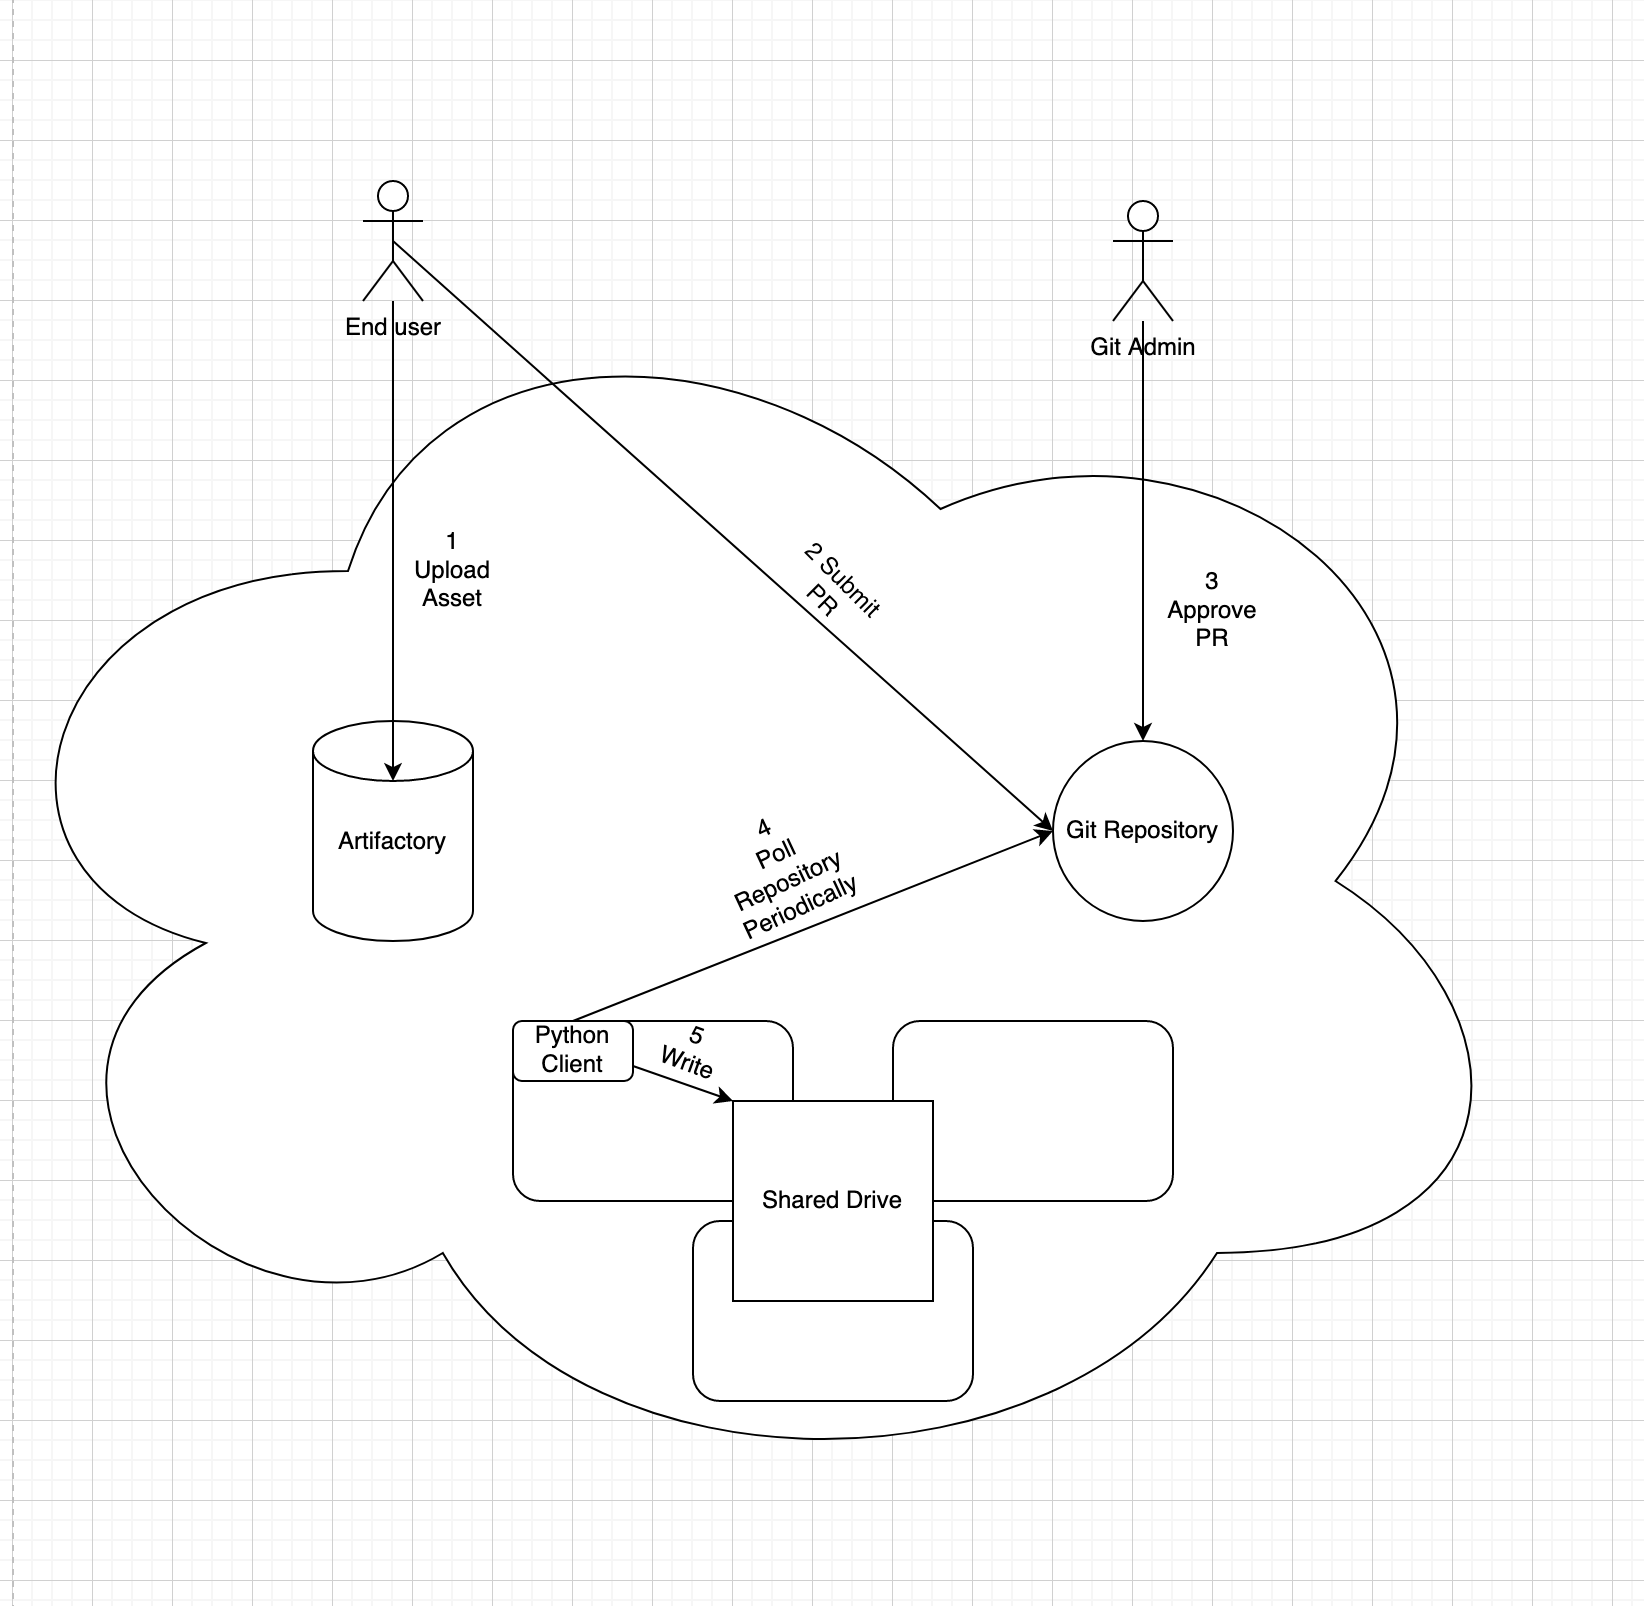 End user
Git Admin
1
Upload
Asset
2 Submit
PR
3
Approve
PR
Artifactory
Git Repository
4
Poll
Repository
Periodically
Python
Client
5
Write
Shared Drive